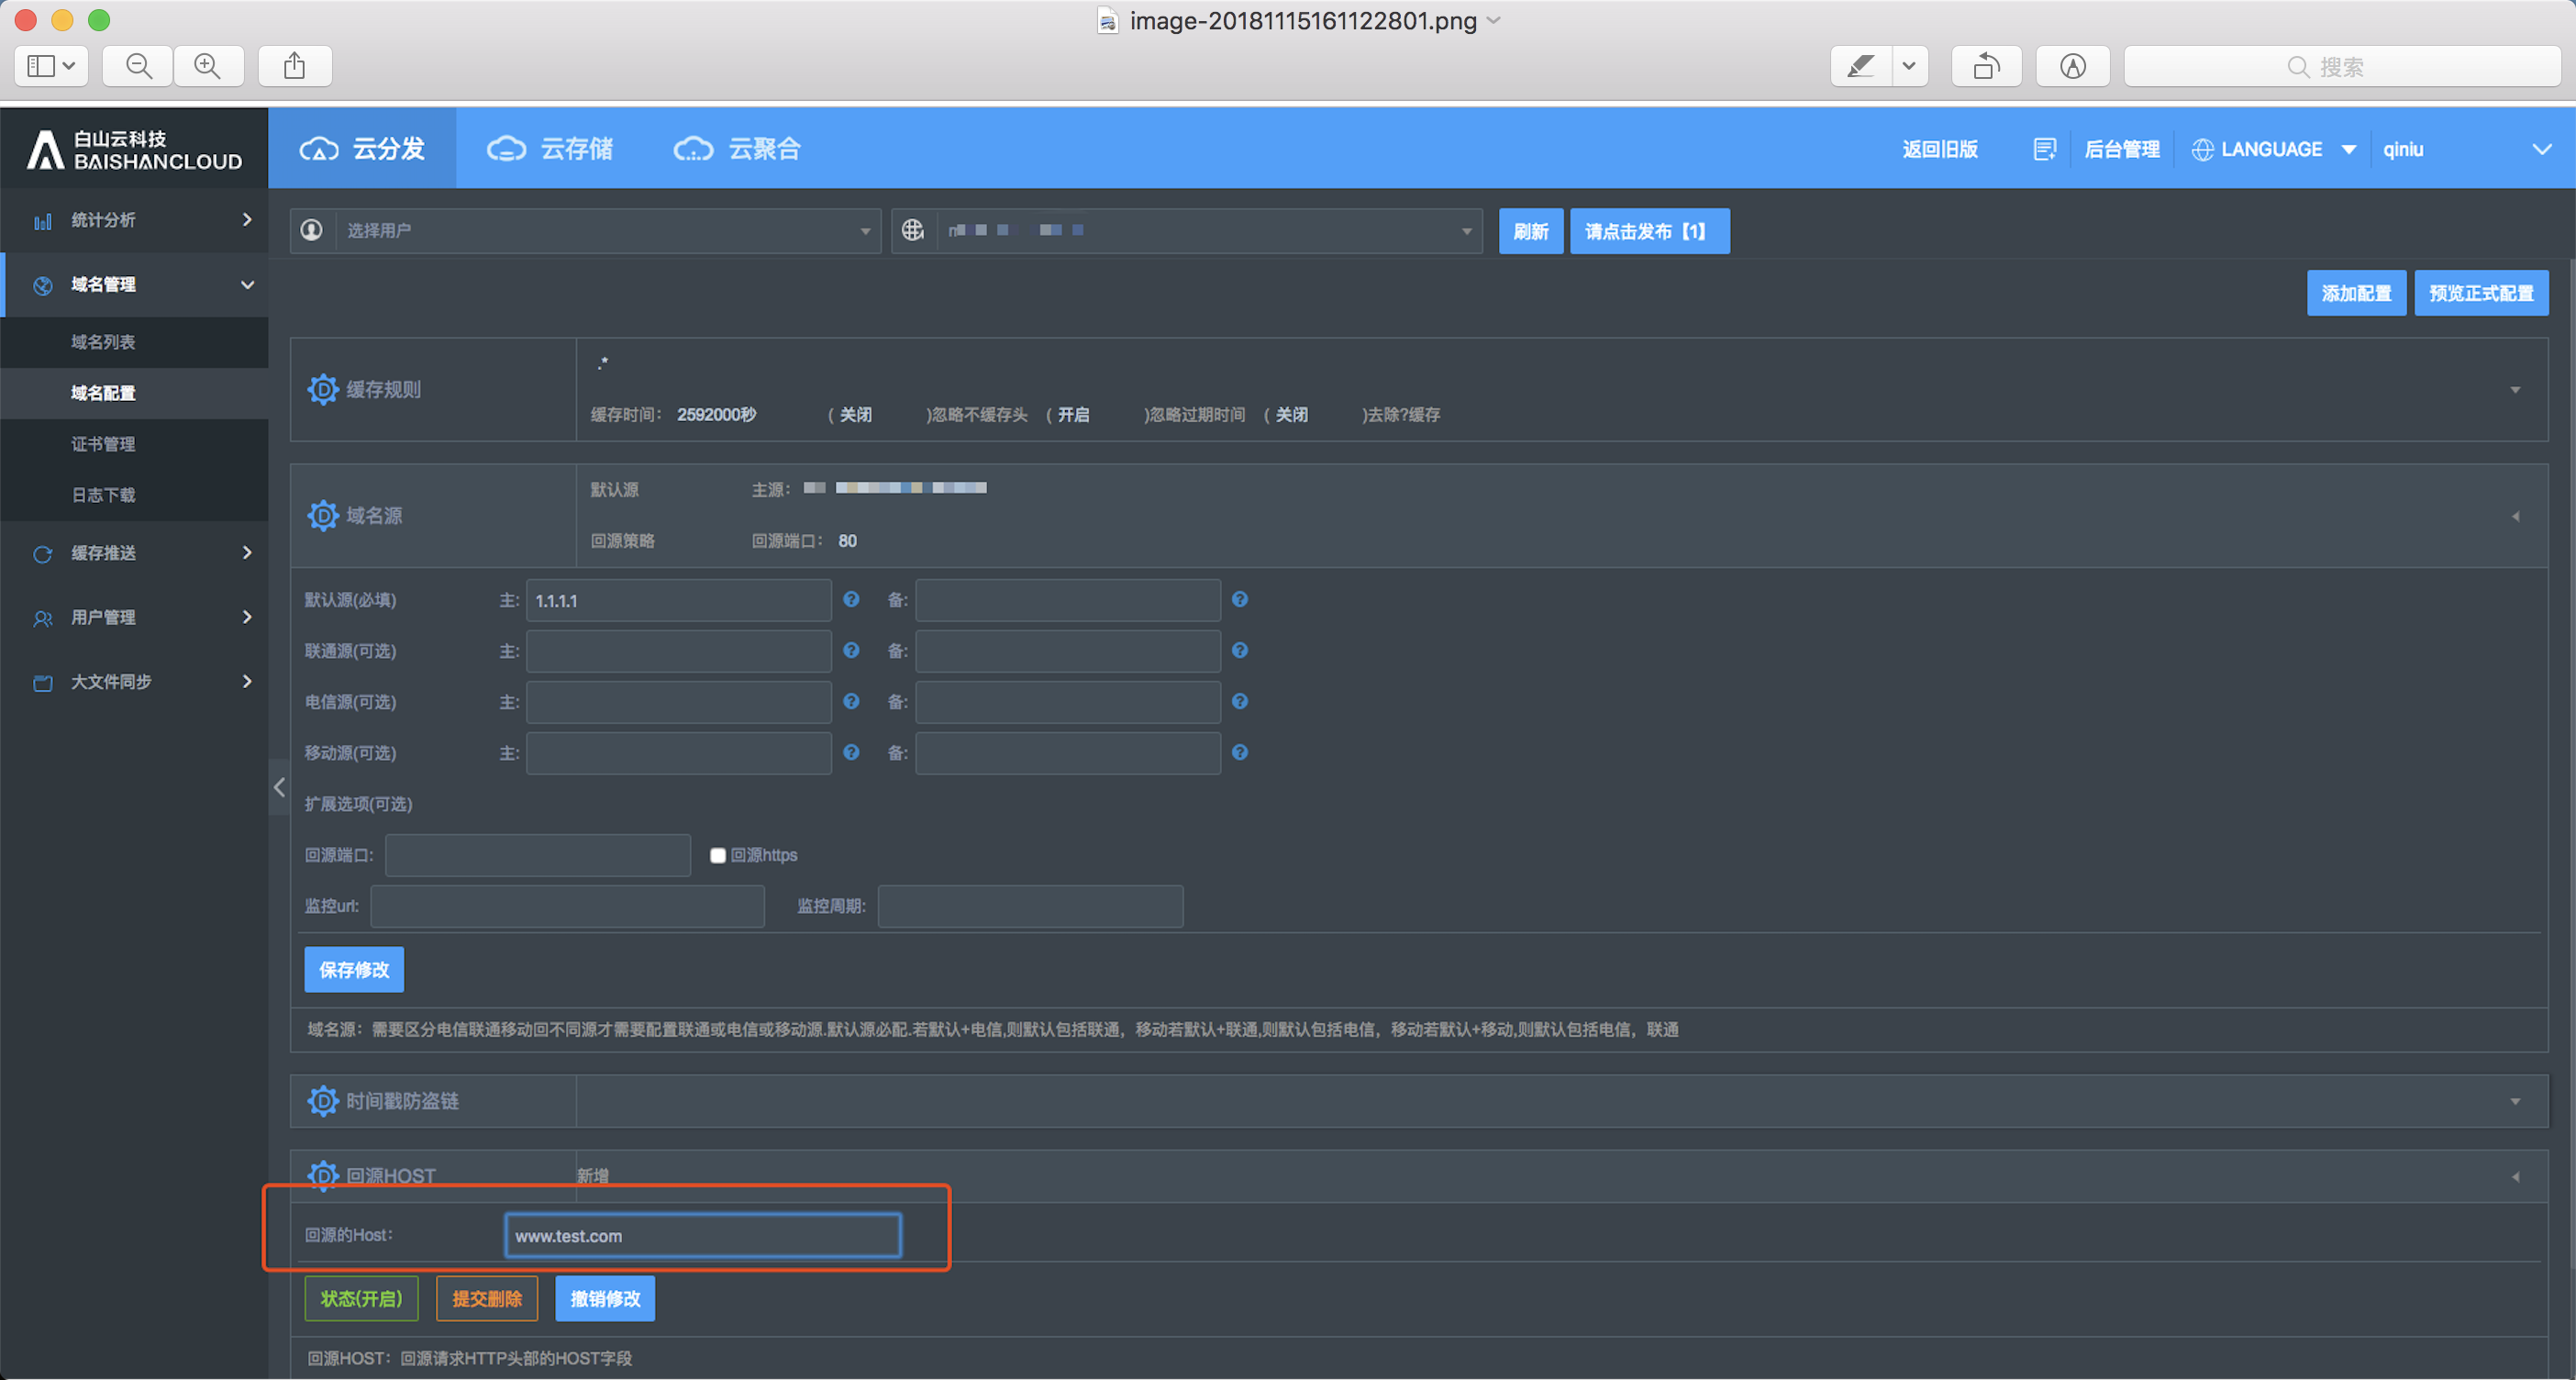 image-20181115161122801.png
搜索
白山云科技
BAISHANCLOUD
云分发
云存储
云聚合
返回旧版
后台管理
LANGUAGE
qiniu
统计分析
域名管理
域名列表
域名配置
证书管理
日志下载
缓存推送
用户管理
大文件同步
选择用户
刷新
请点击发布【1】
添加配置
预览正式配置
缓存规则
.*
缓存时间： 2592000秒 （ 关闭 )忽略不缓存头 （ 开启 )忽略过期时间 （ 关闭 )去除?缓存
域名源
默认源 主源：
回源策略 回源端口： 80
默认源(必填) 主: 1.1.1.1 备:
联通源(可选) 主: 备:
电信源(可选) 主: 备:
移动源(可选) 主: 备:
扩展选项(可选)
回源端口: 回源https
监控url: 监控周期:
保存修改
域名源：需要区分电信联通移动回不同源才需要配置联通或电信或移动源.默认源必配.若默认+电信,则默认包括联通，移动若默认+联通,则默认包括电信，移动若默认+移动,则默认包括电信，联通
时间戳防盗链
回源HOST 新增
回源的Host: www.test.com
状态(开启) 提交删除 撤销修改
回源HOST：回源请求HTTP头部的HOST字段